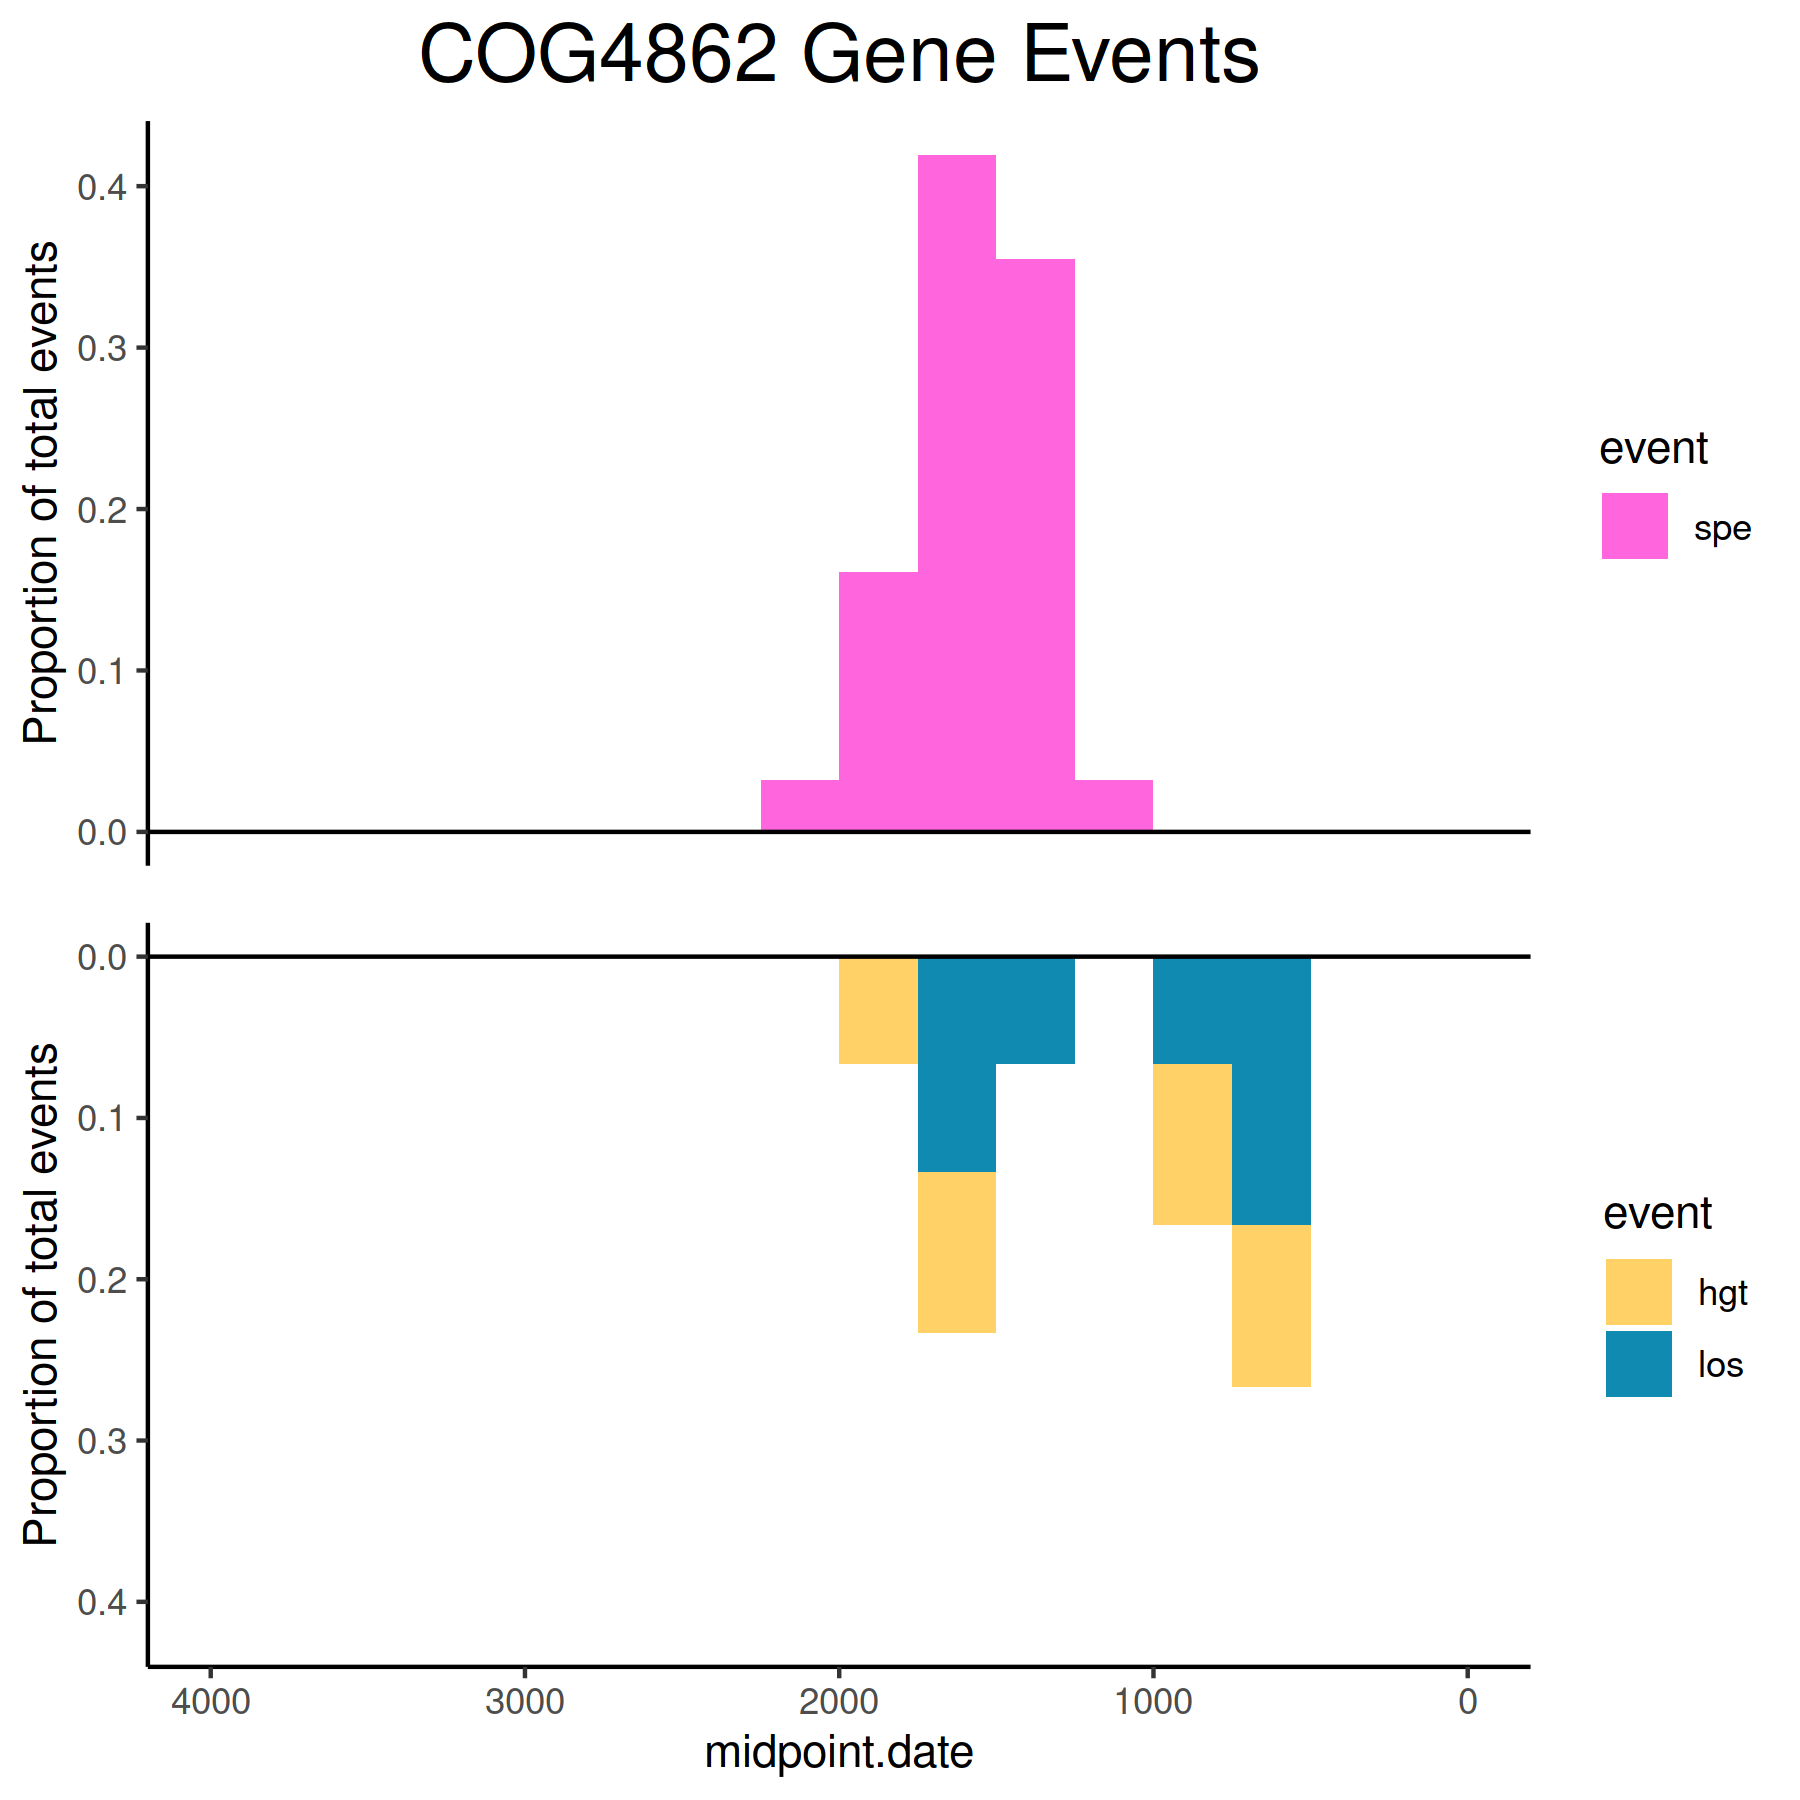 COG4862 Gene Events
Proportion of total events
0.4
0.3
0.2
0.1
0.0
event
spe
Proportion of total events
0.0
0.1
0.2
0.3
0.4
event
hgt
los
4000 3000 2000 1000 0
midpoint.date